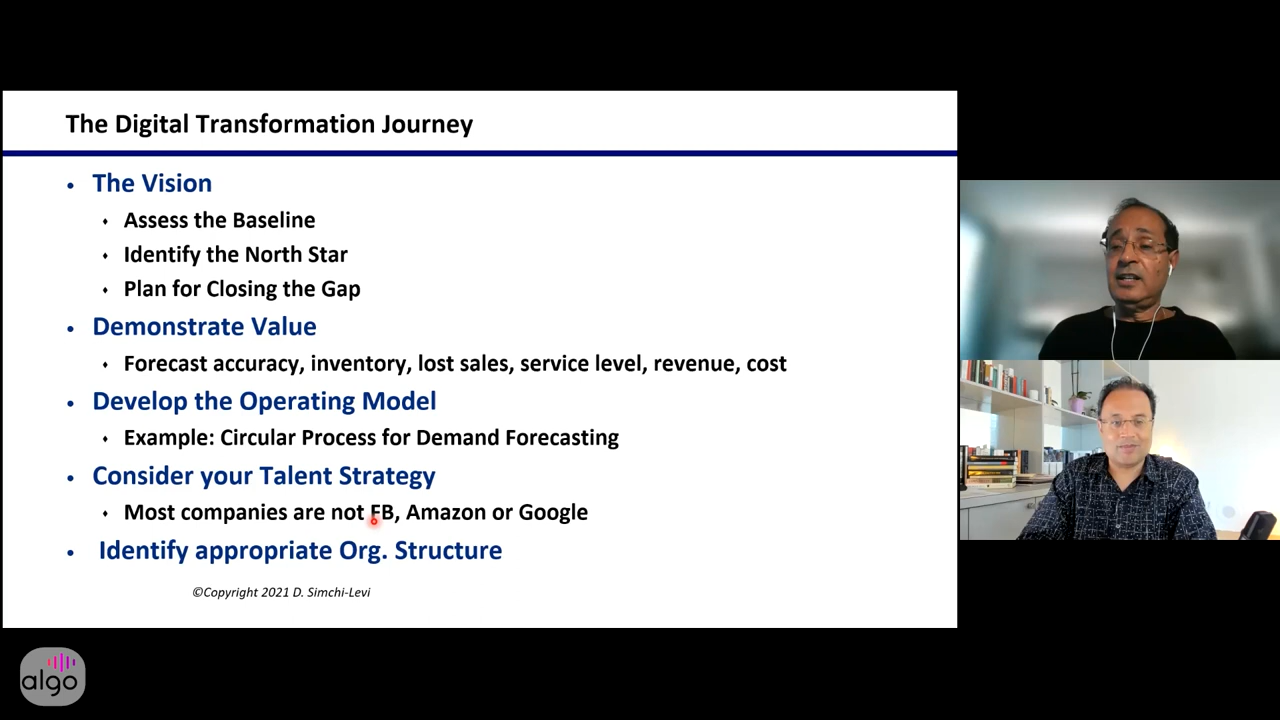 The Digital Transformation Journey
• The Vision
⬧ Assess the Baseline
⬧ Identify the North Star
⬧ Plan for Closing the Gap
• Demonstrate Value
⬧ Forecast accuracy, inventory, lost sales, service level, revenue, cost
• Develop the Operating Model
⬧ Example: Circular Process for Demand Forecasting
• Consider your Talent Strategy
⬧ Most companies are not FB, Amazon or Google
• Identify appropriate Org. Structure
©Copyright 2021 D. Simchi-Levi
algo